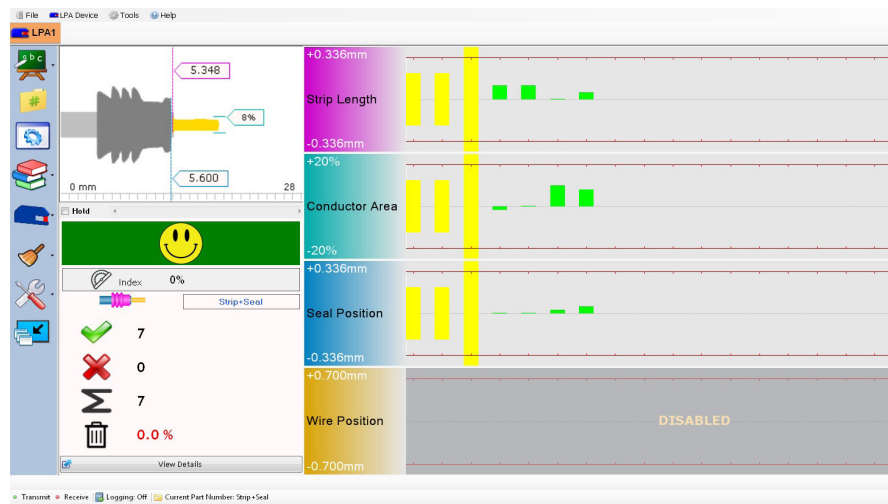 File LPA Device Tools Help
LPA1
a b c
#
5.348
8%
5.600
0 mm 28
Hold
Index 0%
Strip+Seal
7
0
7
0.0 %
View Details
+0.336mm
Strip Length
-0.336mm
+20%
Conductor Area
-20%
+0.336mm
Seal Position
-0.336mm
+0.700mm
Wire Position
DISABLED
-0.700mm
Transmit Receive Logging: Off Current Part Number: Strip+Seal